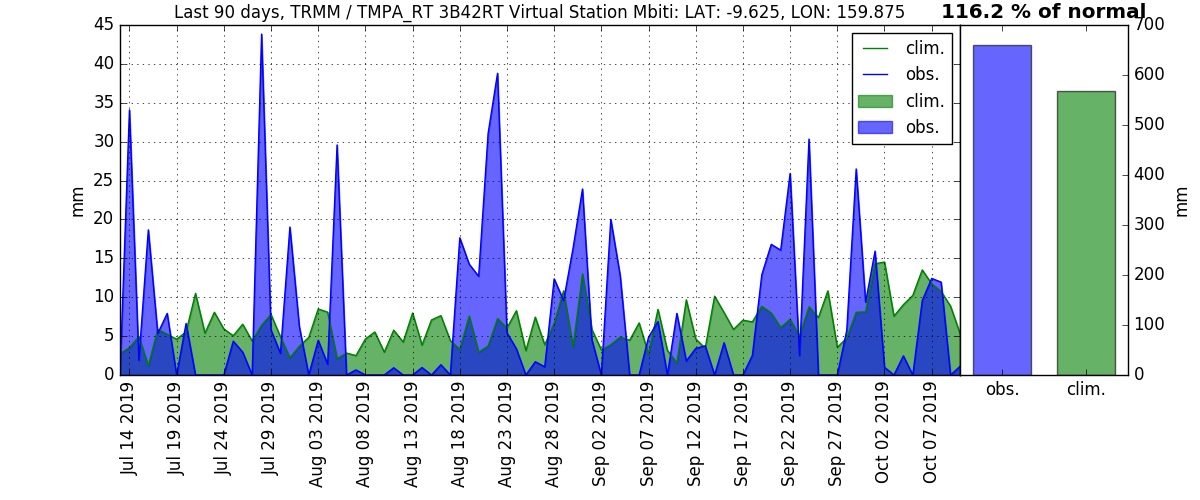 Last 90 days, TRMM / TMPA_RT 3B42RT Virtual Station Mbiti: LAT: -9.625, LON: 159.875
116.2 % of normal
45
40
35
30
25
20
15
10
5
0
mm
clim.
obs.
clim.
obs.
700
600
500
400
300
200
100
0
mm
Jul 14 2019
Jul 19 2019
Jul 24 2019
Jul 29 2019
Aug 03 2019
Aug 08 2019
Aug 13 2019
Aug 18 2019
Aug 23 2019
Aug 28 2019
Sep 02 2019
Sep 07 2019
Sep 12 2019
Sep 17 2019
Sep 22 2019
Sep 27 2019
Oct 02 2019
Oct 07 2019
obs.
clim.